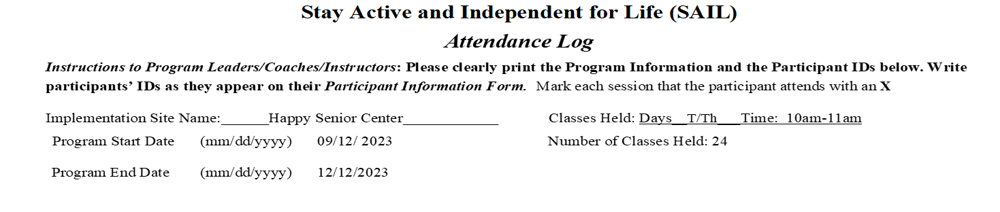 Stay Active and Independent for Life (SAIL)
Attendance Log
Instructions to Program Leaders/Coaches/Instructors: Please clearly print the Program Information and the Participant IDs below. Write
participants’ IDs as they appear on their Participant Information Form. Mark each session that the participant attends with an X
Implementation Site Name:______Happy Senior Center____________ Classes Held: Days__T/Th___Time: 10am-11am
Program Start Date (mm/dd/yyyy) 09/12/ 2023 Number of Classes Held: 24
Program End Date (mm/dd/yyyy) 12/12/2023